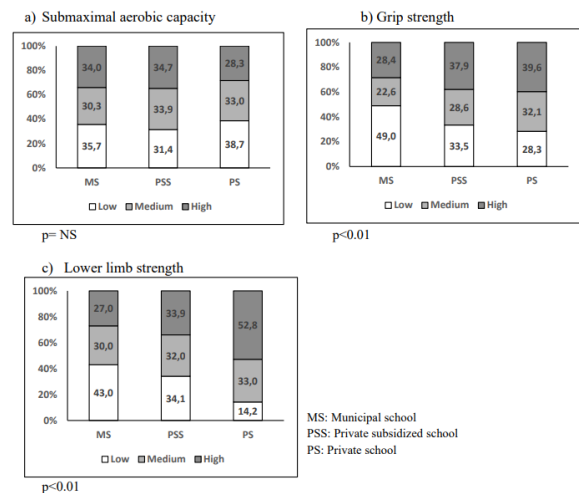 a) Submaximal aerobic capacity
100%
80%
60%
40%
20%
0%
34,0
34,7
28,3
30,3
33,9
33,0
35,7
31,4
38,7
MS
PSS
PS
Low
Medium
High
p= NS
b) Grip strength
100%
80%
60%
40%
20%
0%
28,4
37,9
39,6
22,6
28,6
32,1
49,0
33,5
28,3
MS
PSS
PS
Low
Medium
High
p<0.01
c) Lower limb strength
100%
80%
60%
40%
20%
0%
27,0
33,9
52,8
30,0
32,0
33,0
43,0
34,1
14,2
MS
PSS
PS
Low
Medium
High
p<0.01
MS: Municipal school
PSS: Private subsidized school
PS: Private school